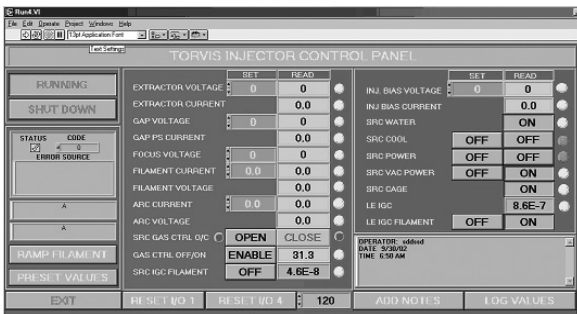 Run4.VI
File Edit Operate Project Windows Help
13pt Application Font
Text Settings
TORVIS INJECTOR CONTROL PANEL
RUNNING
SHUT DOWN
STATUS CODE
0
ERROR SOURCE
A
A
RAMP FILAMENT
PRESET VALUES
EXIT
SET READ
EXTRACTOR VOLTAGE 0 0
EXTRACTOR CURRENT 0.0
GAP VOLTAGE 0 0
GAP PS CURRENT 0.0
FOCUS VOLTAGE 0 0
FILAMENT CURRENT 0.0 0.0
FILAMENT VOLTAGE 0.0
ARC CURRENT 0.0 0.0
ARC VOLTAGE 0.0
SRC GAS CTRL O/C OPEN CLOSE
GAS CTRL OFF/ON ENABLE 31.3
SRC IGC FILAMENT OFF 4.6E-8
RESET I/O 1 RESET I/O 4 120
SET READ
INJ. BIAS VOLTAGE 0 0
INJ BIAS CURRENT 0.0
SRC WATER ON
SRC COOL OFF OFF
SRC POWER OFF OFF
SRC VAC POWER OFF ON
SRC CAGE ON
LE IGC 8.6E-7
LE IGC FILAMENT OFF ON
OPERATOR: sddssd
DATE 9/30/02
TIME 6:50 AM
ADD NOTES LOG VALUES